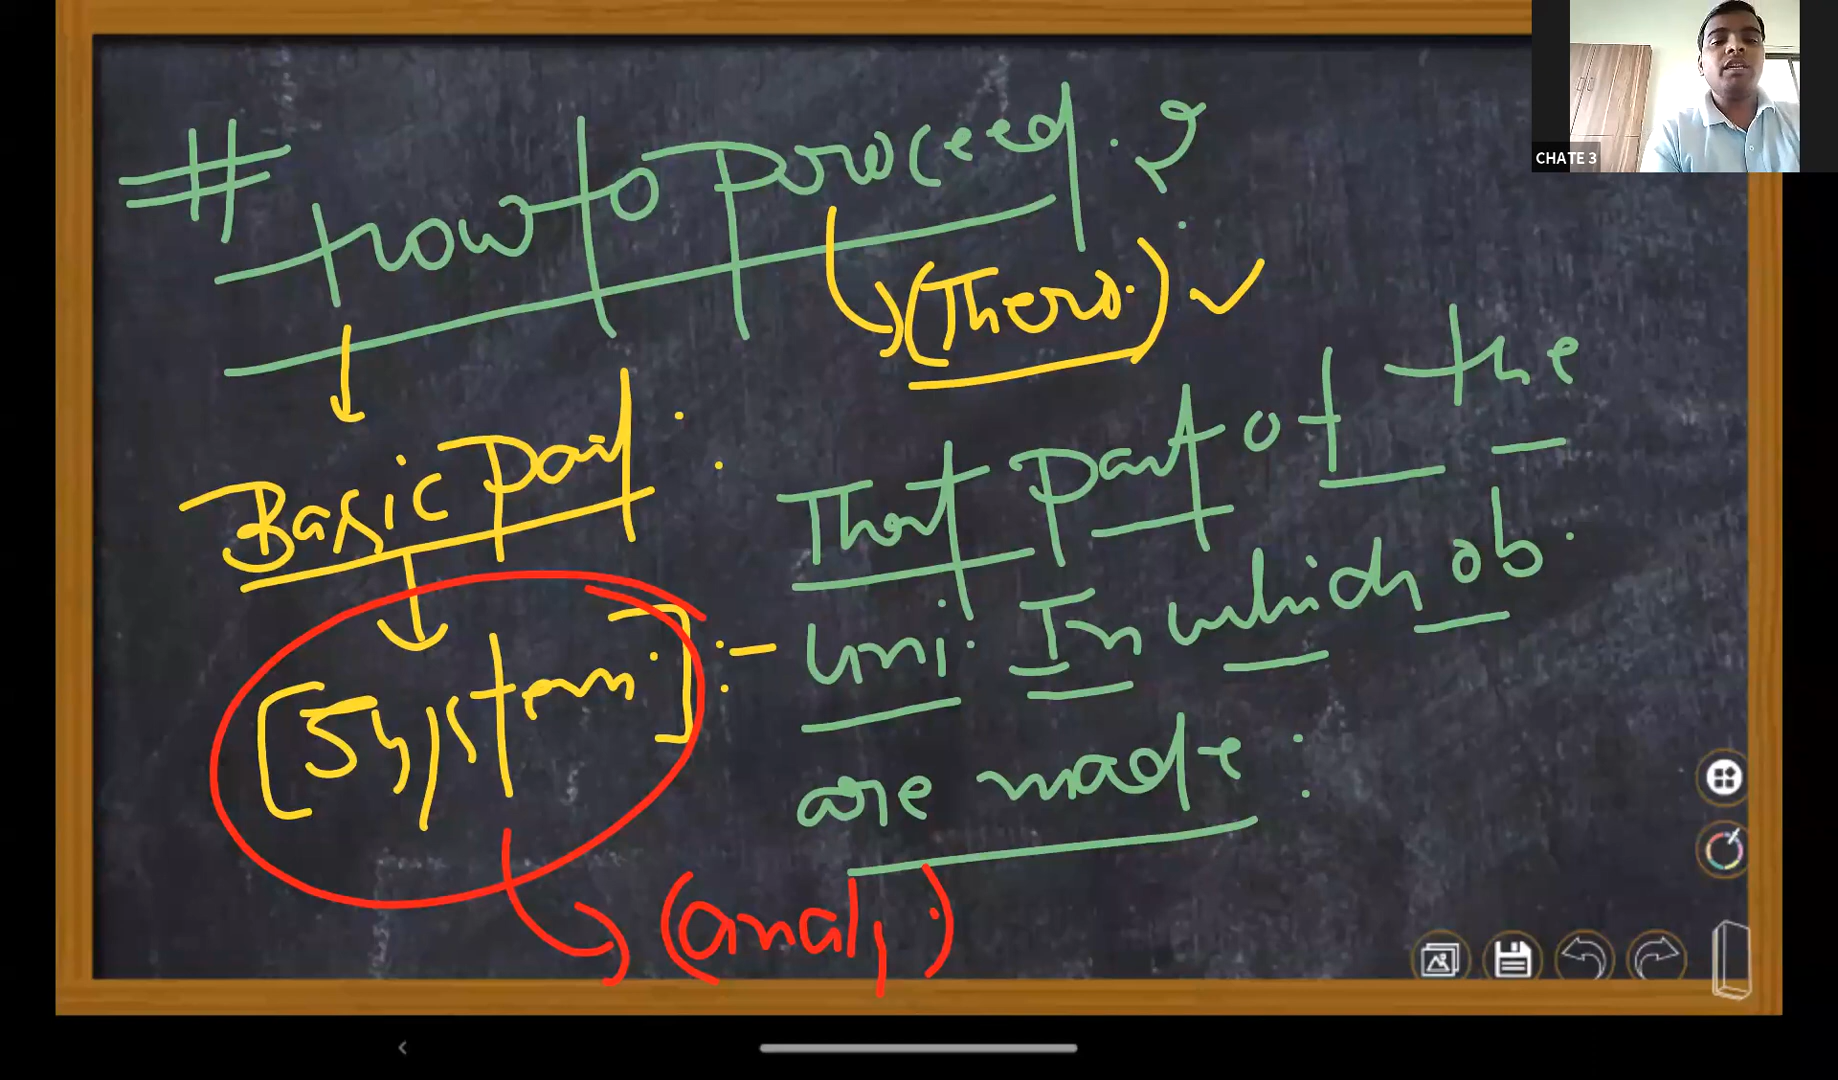 # how to proceed ?
(Thero.)
Basic part :
[System.] :- That part of the
uni. In which ob.
are made :
(analy.)
CHATE 3